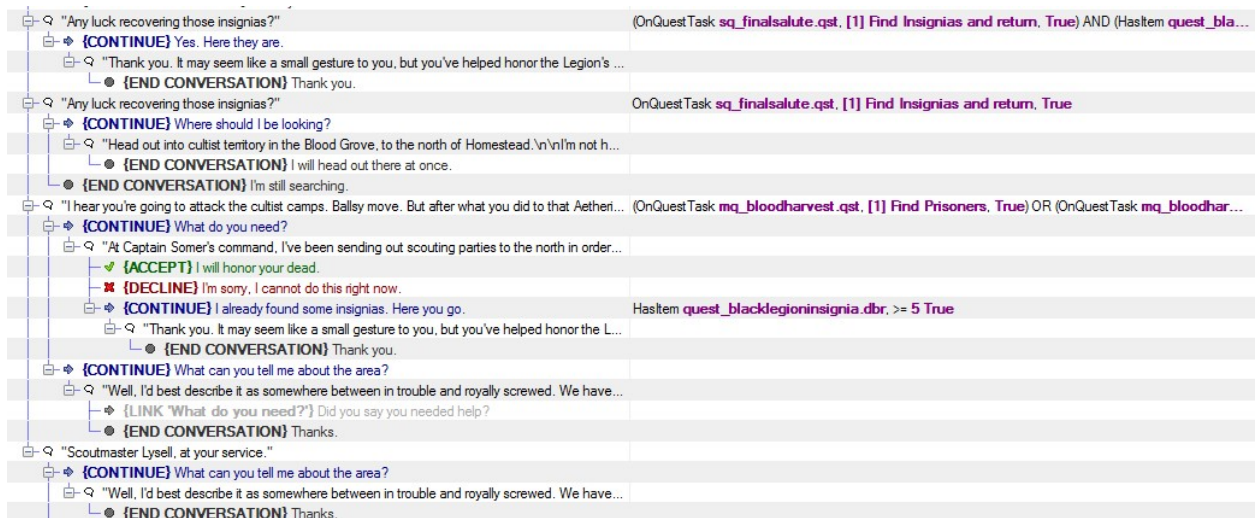 "Any luck recovering those insignias?" (OnQuestTask sq_finalsalute.qst, [1] Find Insignias and return, True) AND (HasItem quest_bla...
{CONTINUE} Yes. Here they are.
"Thank you. It may seem like a small gesture to you, but you've helped honor the Legion's ...
{END CONVERSATION} Thank you.
"Any luck recovering those insignias?" OnQuestTask sq_finalsalute.qst, [1] Find Insignias and return, True
{CONTINUE} Where should I be looking?
"Head out into cultist territory in the Blood Grove, to the north of Homestead.\n\nI'm not h...
{END CONVERSATION} I will head out there at once.
{END CONVERSATION} I'm still searching.
"I hear you're going to attack the cultist camps. Ballsy move. But after what you did to that Aetheri... (OnQuestTask mq_bloodharvest.qst, [1] Find Prisoners, True) OR (OnQuestTask mq_bloodhar...
{CONTINUE} What do you need?
"At Captain Somer's command, I've been sending out scouting parties to the north in order...
{ACCEPT} I will honor your dead.
{DECLINE} I'm sorry, I cannot do this right now.
{CONTINUE} I already found some insignias. Here you go. HasItem quest_blacklegioninsignia.dbr, >= 5 True
"Thank you. It may seem like a small gesture to you, but you've helped honor the L...
{END CONVERSATION} Thank you.
{CONTINUE} What can you tell me about the area?
"Well, I'd best describe it as somewhere between in trouble and royally screwed. We have...
{LINK 'What do you need?'} Did you say you needed help?
{END CONVERSATION} Thanks.
"Scoutmaster Lysell, at your service."
{CONTINUE} What can you tell me about the area?
"Well, I'd best describe it as somewhere between in trouble and royally screwed. We have...
{END CONVERSATION} Thanks.